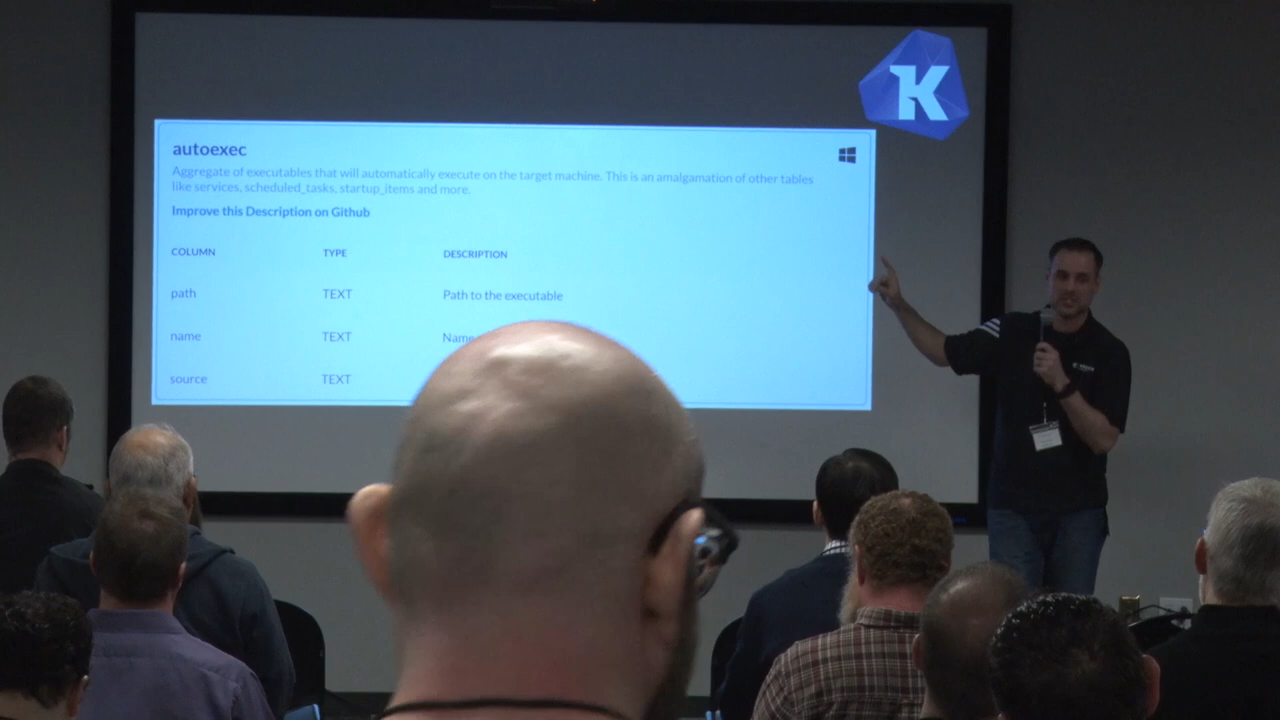 K
autoexec
Aggregate of executables that will automatically execute on the target machine. This is an amalgamation of other tables
like services, scheduled_tasks, startup_items and more.
Improve this Description on Github
COLUMN TYPE DESCRIPTION
path TEXT Path to the executable
name TEXT Name
source TEXT